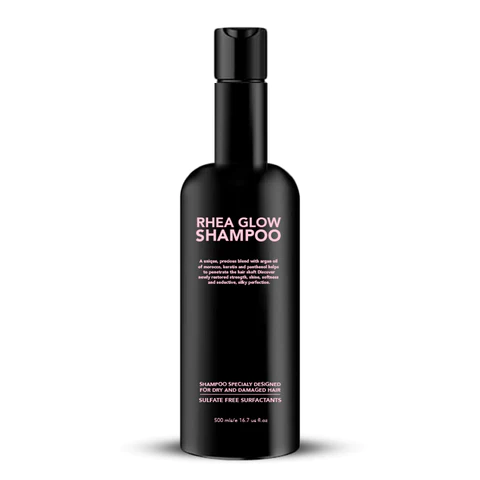 RHEA GLOW
SHAMPOO
A unique, precious blend with argan oil
of morocco, keratin and panthenol helps
to penetrate the hair shaft Discover
newly restored strength, shine, softness
and seductive, silky perfection.
SHAMPOO SPECIALY DESIGNED
FOR DRY AND DAMAGED HAIR
SULFATE FREE SURFACTANTS
500 mls/e 16.7 us fl oz